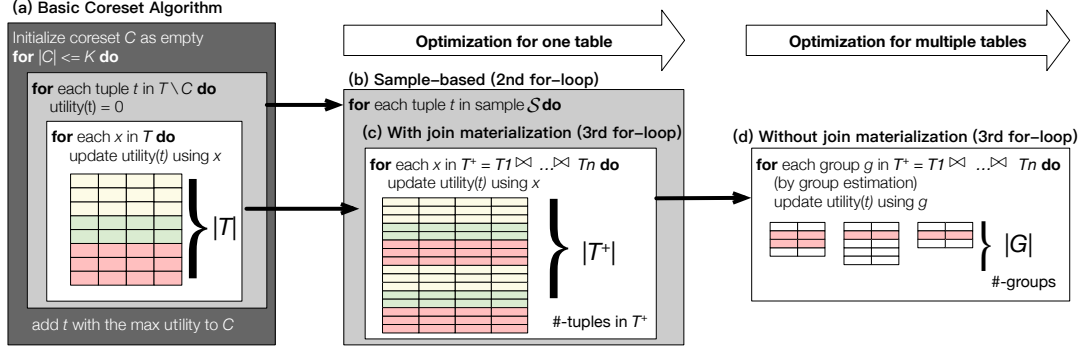 (a) Basic Coreset Algorithm
Initialize coreset C as empty
for |C| <= K do
for each tuple t in T \ C do
utility(t) = 0
for each x in T do
update utility(t) using x
|T|
add t with the max utility to C
Optimization for one table
(b) Sample-based (2nd for-loop)
for each tuple t in sample S do
(c) With join materialization (3rd for-loop)
for each x in T⁺ = T1 ⋈ ...⋈ Tn do
update utility(t) using x
|T⁺|
#-tuples in T⁺
Optimization for multiple tables
(d) Without join materialization (3rd for-loop)
for each group g in T⁺ = T1 ⋈ ...⋈ Tn do
(by group estimation)
update utility(t) using g
|G|
#-groups